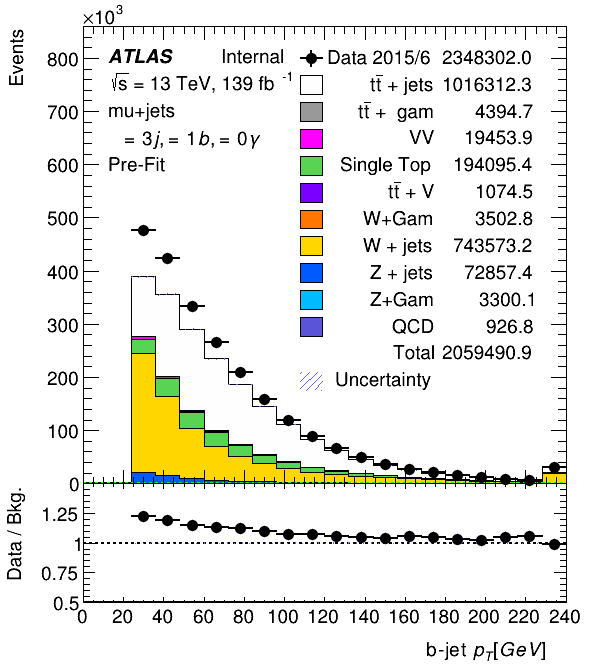 ×10³
Events
800
700
600
500
400
300
200
100
0
ATLAS Internal
√s = 13 TeV, 139 fb⁻¹
mu+jets
= 3j, = 1b, = 0γ
Pre-Fit
Data 2015/6 2348302.0
tt̄ + jets 1016312.3
tt̄ + gam 4394.7
VV 19453.9
Single Top 194095.4
tt̄ + V 1074.5
W+Gam 3502.8
W + jets 743573.2
Z + jets 72857.4
Z+Gam 3300.1
QCD 926.8
Total 2059490.9
Uncertainty
Data / Bkg.
1.25
1
0.75
0.5
0 20 40 60 80 100 120 140 160 180 200 220 240
b-jet p_T[GeV]